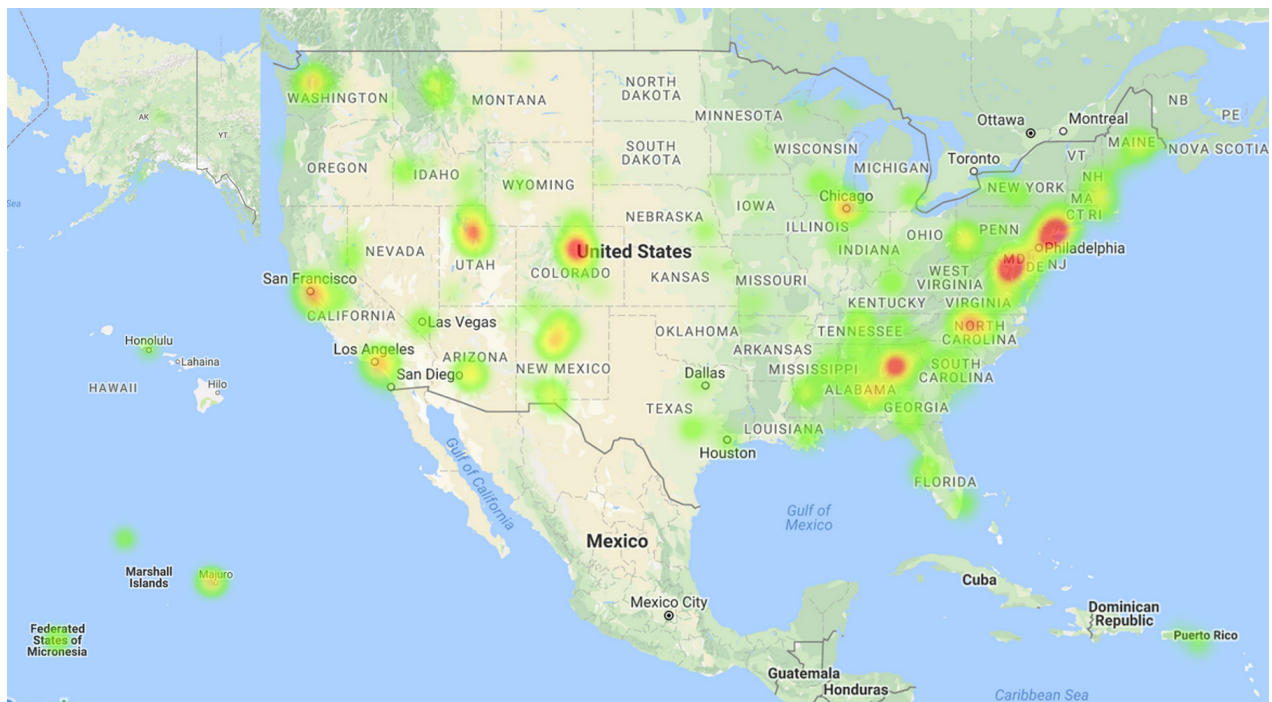 AK
YT
Sea
WASHINGTON
MONTANA
NORTH
DAKOTA
MINNESOTA
Ottawa
Montreal
NB
PE
MAINE
NOVA SCOTIA
VT
OREGON
IDAHO
SOUTH
DAKOTA
WISCONSIN
MICHIGAN
Toronto
NH
WYOMING
Chicago
NEW YORK
MA
CT RI
IOWA
NEBRASKA
ILLINOIS
OHIO
PENN
NEVADA
UTAH
COLORADO
United States
INDIANA
Philadelphia
MD
DE NJ
San Francisco
KANSAS
MISSOURI
WEST
VIRGINIA
KENTUCKY
VIRGINIA
CALIFORNIA
Las Vegas
OKLAHOMA
TENNESSEE
NORTH
CAROLINA
Los Angeles
ARIZONA
NEW MEXICO
ARKANSAS
MISSISSIPPI
SOUTH
CAROLINA
San Diego
Dallas
ALABAMA
TEXAS
GEORGIA
LOUISIANA
Houston
FLORIDA
Honolulu
Lahaina
HAWAII
Hilo
Gulf of California
Gulf of
Mexico
Mexico
Marshall
Islands
Majuro
Federated
States of
Micronesia
Mexico City
Cuba
Dominican
Republic
Puerto Rico
Guatemala
Honduras
Caribbean Sea